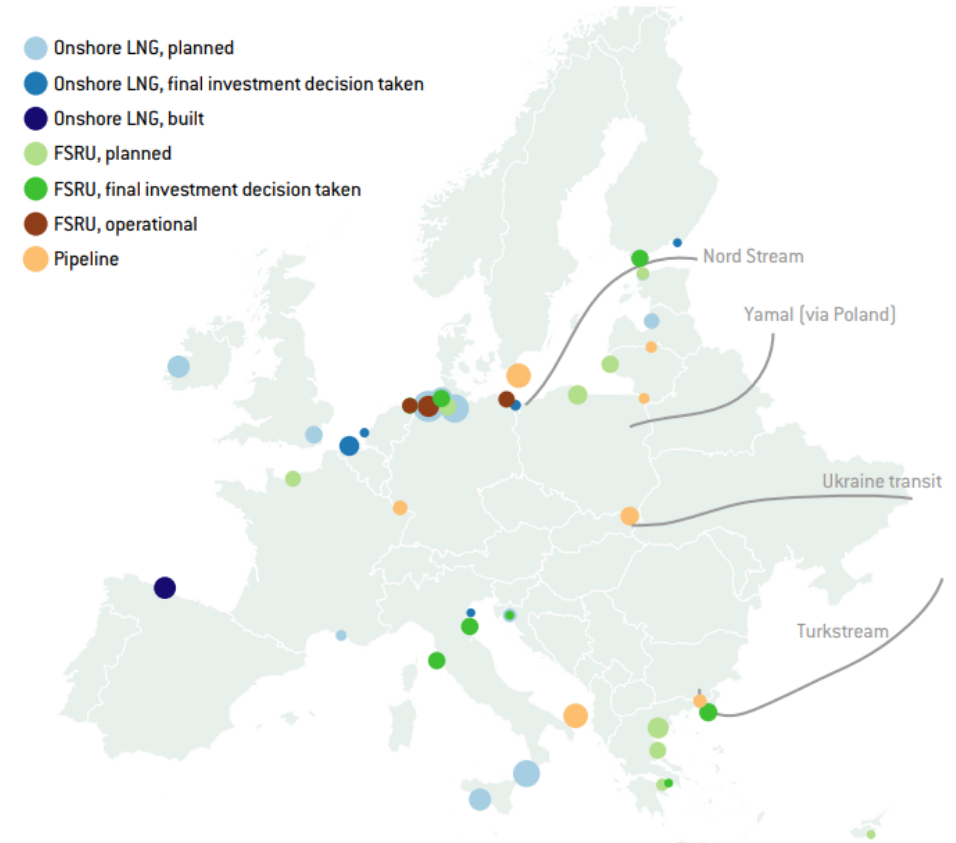 Onshore LNG, planned
Onshore LNG, final investment decision taken
Onshore LNG, built
FSRU, planned
FSRU, final investment decision taken
FSRU, operational
Pipeline
Nord Stream
Yamal (via Poland)
Ukraine transit
Turkstream